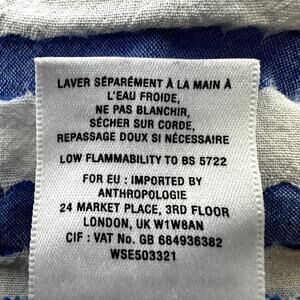 LAVER SÉPARÉMENT À LA MAIN À
L'EAU FROIDE,
NE PAS BLANCHIR,
SÉCHER SUR CORDE,
REPASSAGE DOUX SI NÉCESSAIRE
LOW FLAMMABILITY TO BS 5722
FOR EU : IMPORTED BY
ANTHROPOLOGIE
24 MARKET PLACE, 3RD FLOOR
LONDON, UK W1W8AN
CIF : VAT No. GB 684936382
WSE503321